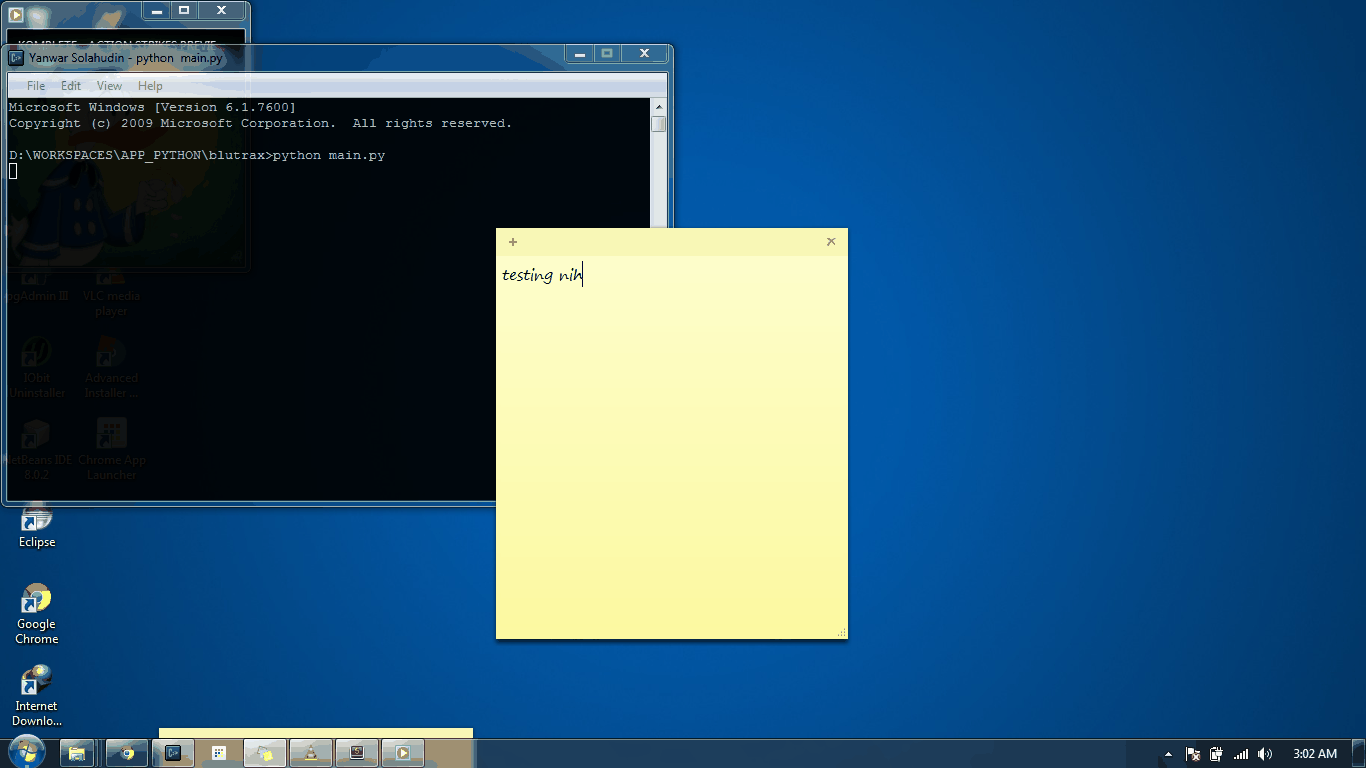 KOMPLETE - ACTION STRIKES PREVIE
Yanwar Solahudin - python main.py
File Edit View Help
Microsoft Windows [Version 6.1.7600]
Copyright (c) 2009 Microsoft Corporation. All rights reserved.
D:\WORKSPACES\APP_PYTHON\blutrax>python main.py
testing nih
pgAdmin III
VLC media
player
IObit
Uninstaller
Advanced
Installer ...
NetBeans IDE
8.0.2
Chrome App
Launcher
Eclipse
Google
Chrome
Internet
Downlo...
3:02 AM